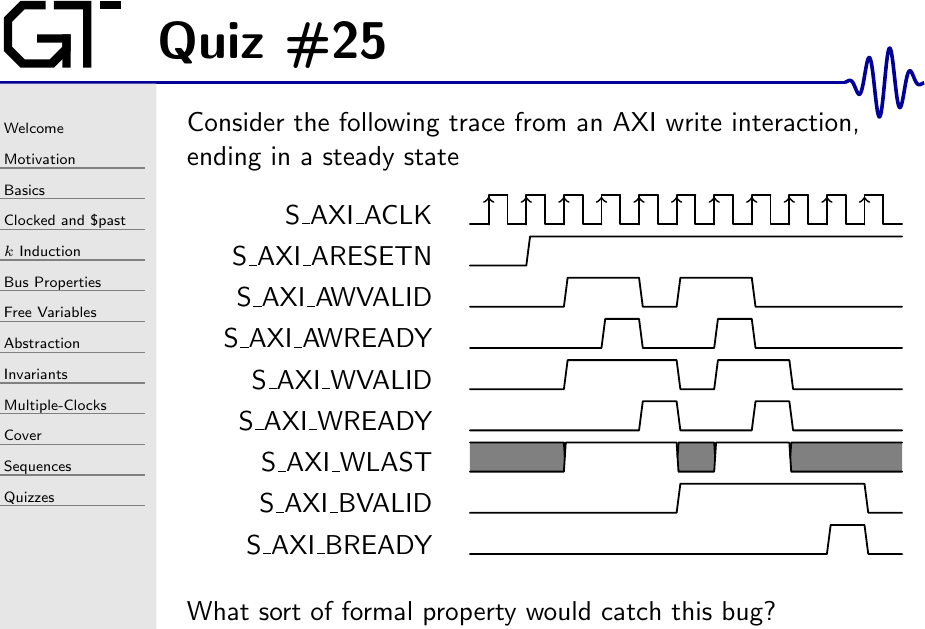 GT
Quiz #25
Welcome
Motivation
Basics
Clocked and $past
k Induction
Bus Properties
Free Variables
Abstraction
Invariants
Multiple-Clocks
Cover
Sequences
Quizzes
Consider the following trace from an AXI write interaction,
ending in a steady state
S_AXI_ACLK
S_AXI_ARESETN
S_AXI_AWVALID
S_AXI_AWREADY
S_AXI_WVALID
S_AXI_WREADY
S_AXI_WLAST
S_AXI_BVALID
S_AXI_BREADY
What sort of formal property would catch this bug?